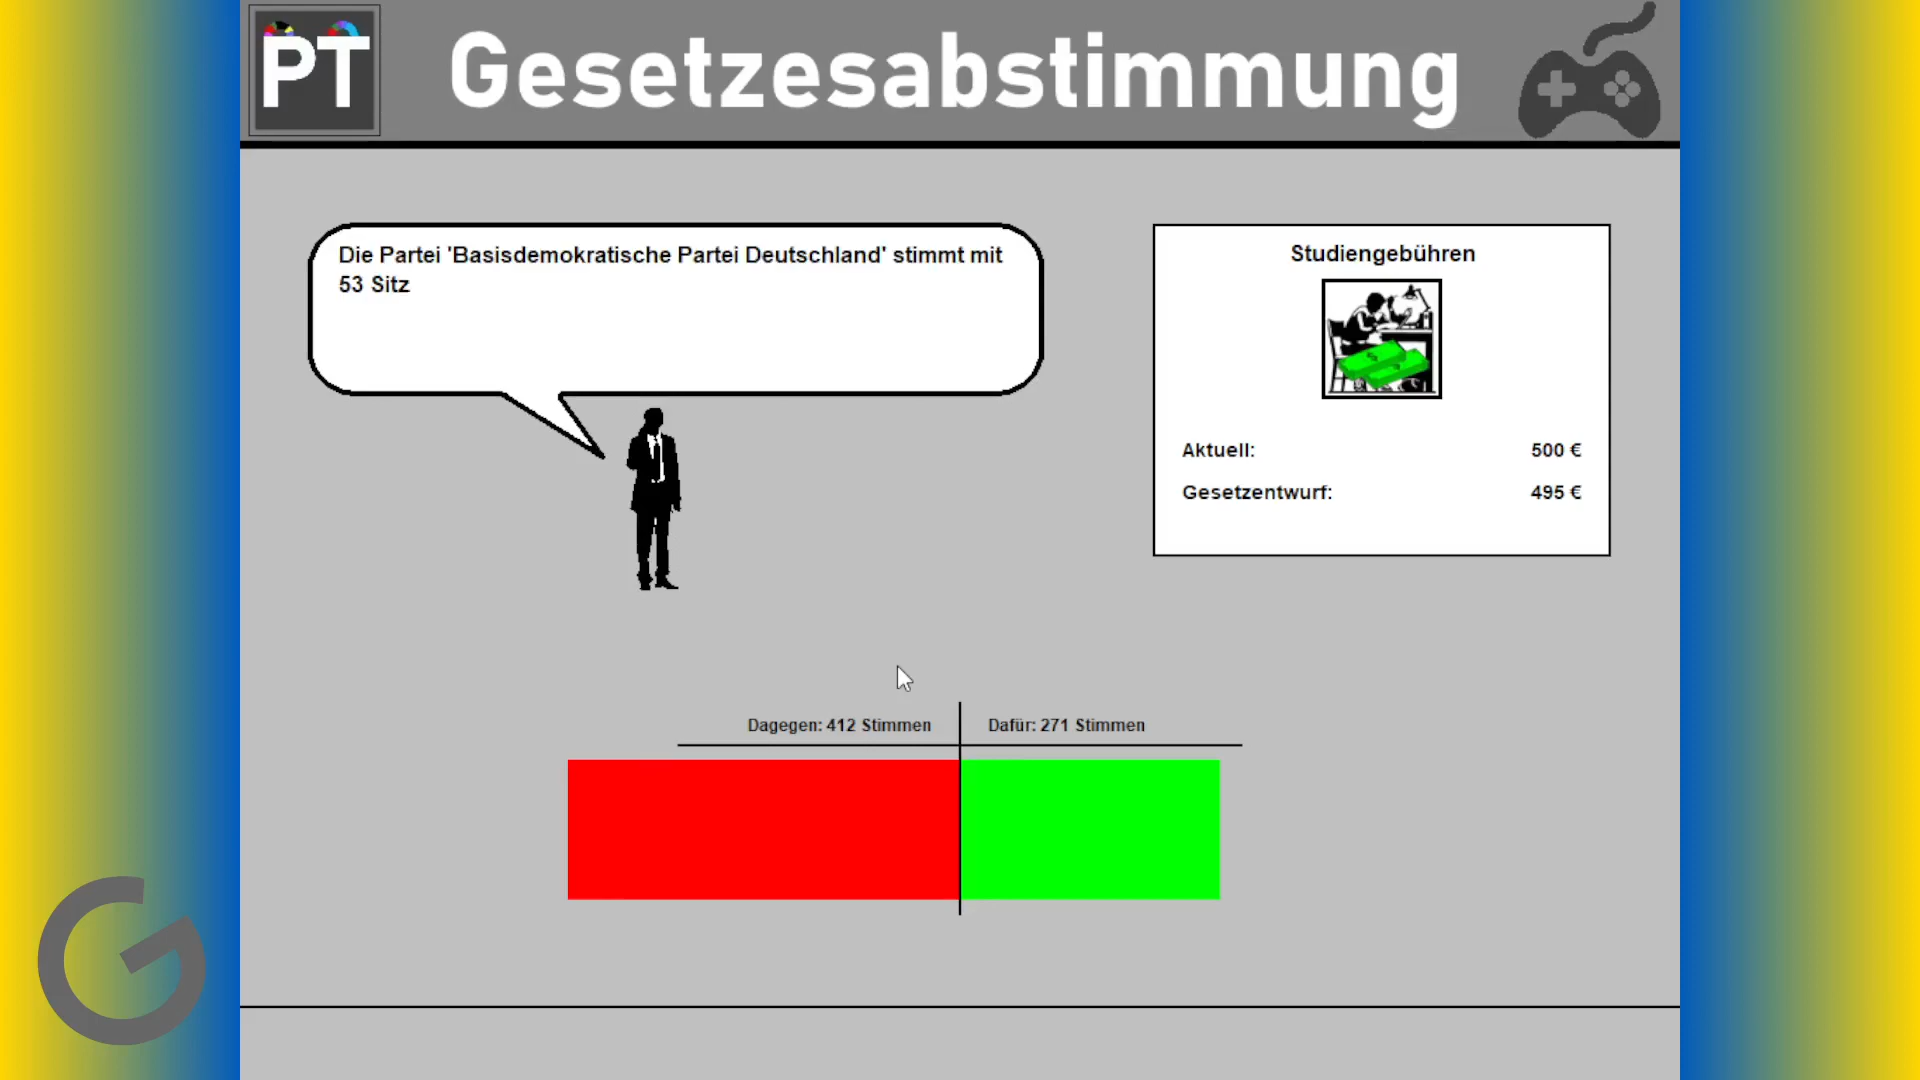 PT
Gesetzesabstimmung
Die Partei 'Basisdemokratische Partei Deutschland' stimmt mit
53 Sitz
Studiengebühren
Aktuell: 500 €
Gesetzentwurf: 495 €
Dagegen: 412 Stimmen
Dafür: 271 Stimmen
G